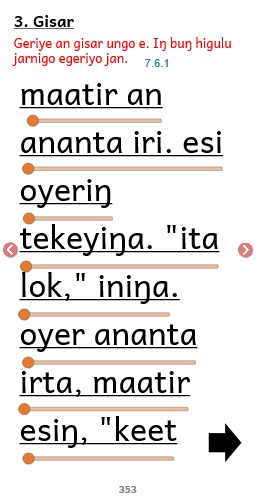 3. Gisar
Geriye an gisar ungo e. Iŋ buŋ higulu
jarnigo egeriyo jan.
7.6.1
maatir an
ananta iri. esi
oyeriŋ
tekeyiŋa. "ita
lok," iniŋa.
oyer ananta
irta, maatir
esiŋ, "keet
353